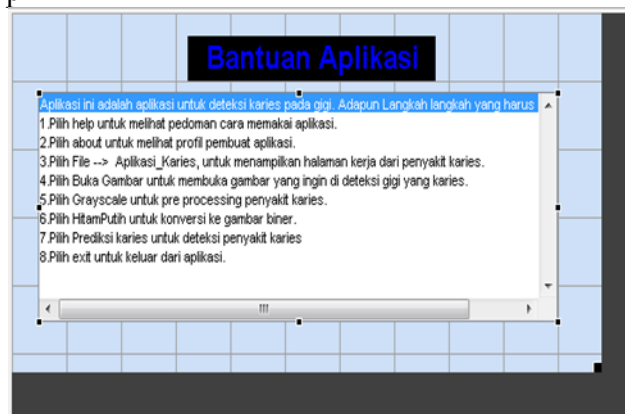 Bantuan Aplikasi
Aplikasi ini adalah aplikasi untuk deteksi karies pada gigi. Adapun Langkah langkah yang harus
1.Pilih help untuk melihat pedoman cara memakai aplikasi.
2.Pilih about untuk melihat profil pembuat aplikasi.
3.Pilih File --> Aplikasi_Karies, untuk menampilkan halaman kerja dari penyakit karies.
4.Pilih Buka Gambar untuk membuka gambar yang ingin di deteksi gigi yang karies.
5.Pilih Grayscale untuk pre processing penyakit karies.
6.Pilih HitamPutih untuk konversi ke gambar biner.
7.Pilih Prediksi karies untuk deteksi penyakit karies
8.Pilih exit untuk keluar dari aplikasi.